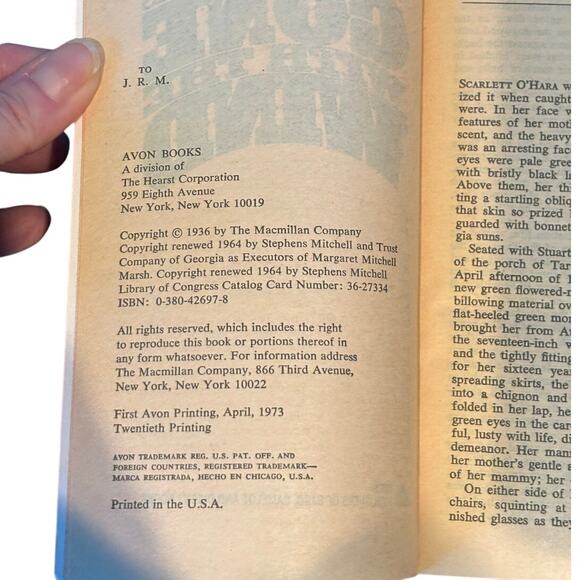 TO
J. R. M.
AVON BOOKS
A division of
The Hearst Corporation
959 Eighth Avenue
New York, New York 10019
Copyright © 1936 by The Macmillan Company
Copyright renewed 1964 by Stephens Mitchell and Trust
Company of Georgia as Executors of Margaret Mitchell
Marsh. Copyright renewed 1964 by Stephens Mitchell
Library of Congress Catalog Card Number: 36-27334
ISBN: 0-380-42697-8
All rights reserved, which includes the right
to reproduce this book or portions thereof in
any form whatsoever. For information address
The Macmillan Company, 866 Third Avenue,
New York, New York 10022
First Avon Printing, April, 1973
Twentieth Printing
AVON TRADEMARK REG. U.S. PAT. OFF. AND
FOREIGN COUNTRIES, REGISTERED TRADEMARK—
MARCA REGISTRADA, HECHO EN CHICAGO, U.S.A.
Printed in the U.S.A.
SCARLETT O'HARA w
ized it when caught
were. In her face w
features of her mot
scent, and the heavy
was an arresting fac
eyes were pale gree
with bristly black l
Above them, her thi
ting a startling obliq
that skin so prized
guarded with bonnet
gia suns.
Seated with Stuart
of the porch of Tar
April afternoon of 1
new green flowered-
billowing material ov
flat-heeled green mor
brought her from A
the seventeen-inch w
and the tightly fitting
for her sixteen yea
spreading skirts, the
into a chignon and
folded in her lap, he
green eyes in the care
ful, lusty with life, di
demeanor. Her man
her mother's gentle a
of her mammy; her
On either side of
chairs, squinting at
nished glasses as they